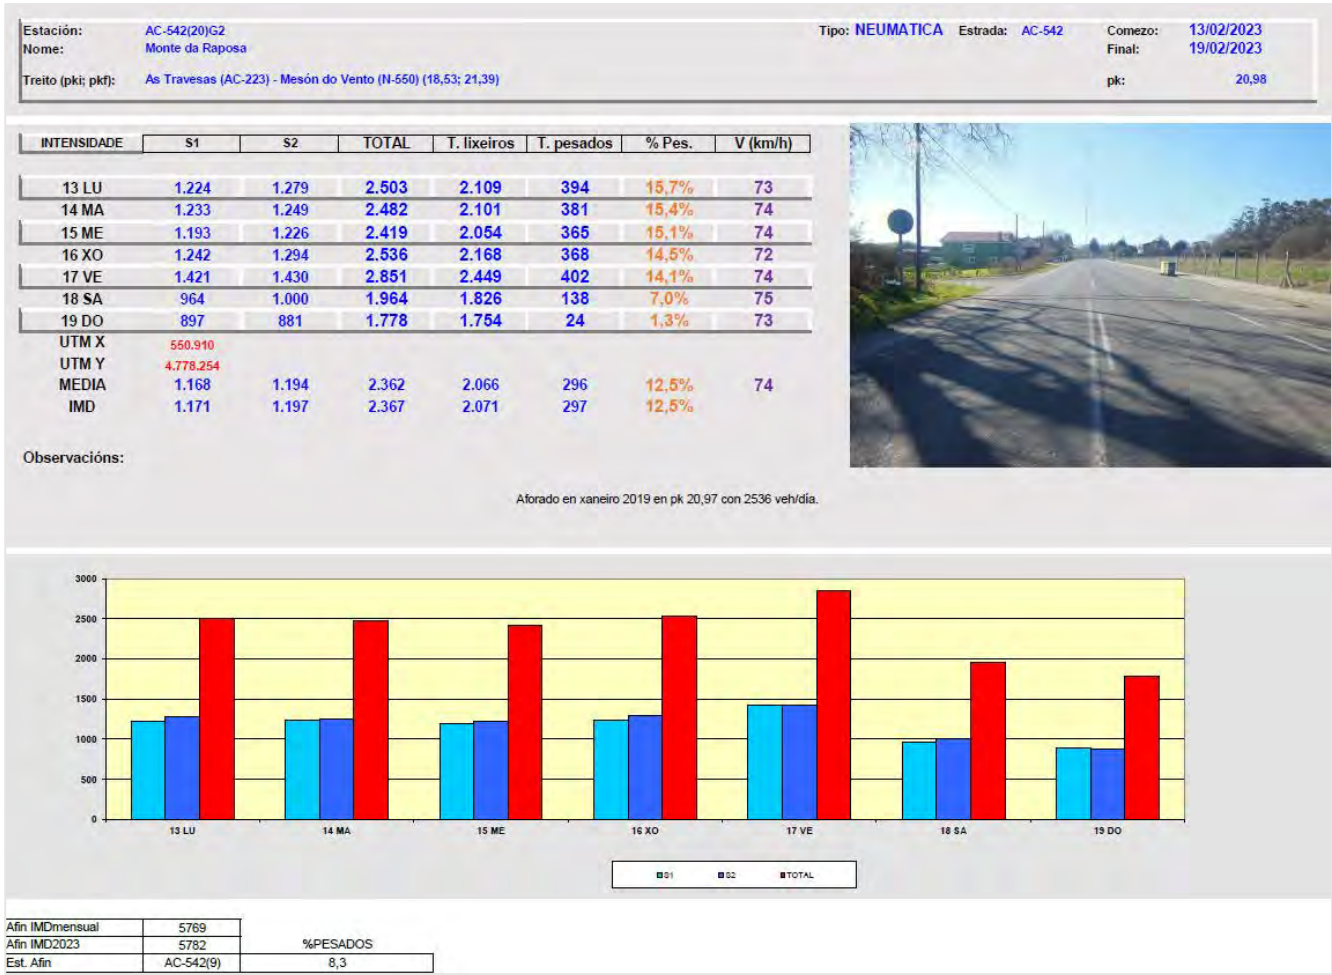 Estación: AC-542(20)G2 Tipo: NEUMATICA Estrada: AC-542 Comezo: 13/02/2023
Nome: Monte da Raposa Final: 19/02/2023
Treito (pki; pkf): As Travesas (AC-223) - Mesón do Vento (N-550) (18,53; 21,39) pk: 20,98
INTENSIDADE S1 S2 TOTAL T. lixeiros T. pesados % Pes. V (km/h)
13 LU 1.224 1.279 2.503 2.109 394 15,7% 73
14 MA 1.233 1.249 2.482 2.101 381 15,4% 74
15 ME 1.193 1.226 2.419 2.054 365 15,1% 74
16 XO 1.242 1.294 2.536 2.168 368 14,5% 72
17 VE 1.421 1.430 2.851 2.449 402 14,1% 74
18 SA 964 1.000 1.964 1.826 138 7,0% 75
19 DO 897 881 1.778 1.754 24 1,3% 73
UTM X 550.910
UTM Y 4.778.254
MEDIA 1.168 1.194 2.362 2.066 296 12,5% 74
IMD 1.171 1.197 2.367 2.071 297 12,5%
Observacións:
Aforado en xaneiro 2019 en pk 20,97 con 2536 veh/día.
3000
2500
2000
1500
1000
500
0
13 LU 14 MA 15 ME 16 XO 17 VE 18 SA 19 DO
S1 S2 TOTAL
Afin IMDmensual 5769
Afin IMD2023 5782 %PESADOS
Est. Afin AC-542(9) 8,3